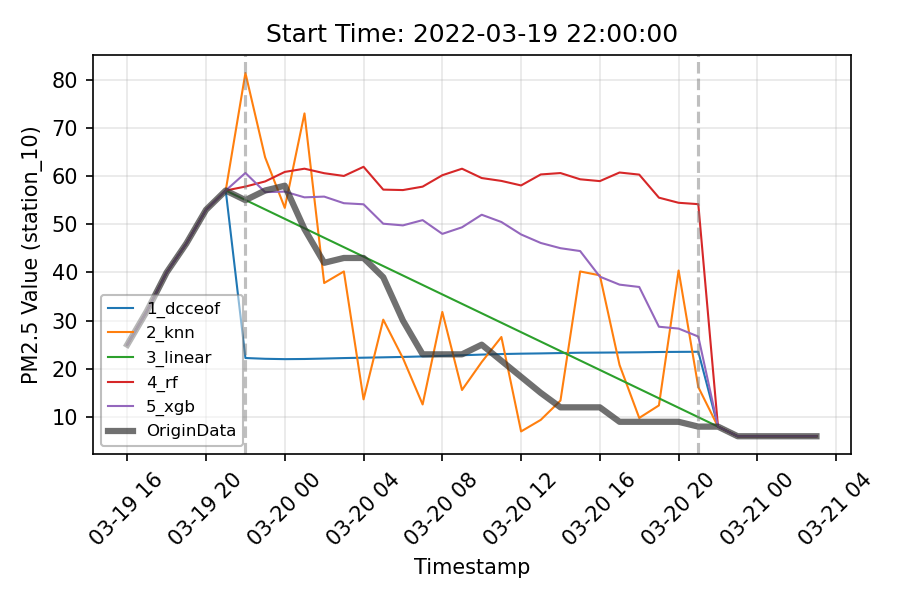 Start Time: 2022-03-19 22:00:00
PM2.5 Value (station_10)
80
70
60
50
40
30
20
10
1_dcceof
2_knn
3_linear
4_rf
5_xgb
OriginData
03-19 16
03-19 20
03-20 00
03-20 04
03-20 08
03-20 12
03-20 16
03-20 20
03-21 00
03-21 04
Timestamp